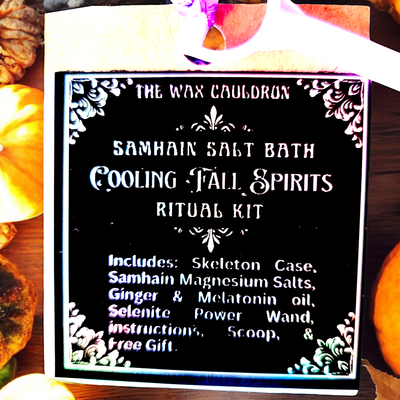 THE WAX CAULDRON
SAMHAIN SALT BATH
COOLING FALL SPIRITS
RITUAL KIT
Includes: Skeleton Case,
Samhain Magnesium Salts,
Ginger & Melatonin oil,
Selenite Power Wand,
instructions, Scoop, &
Free Gift.